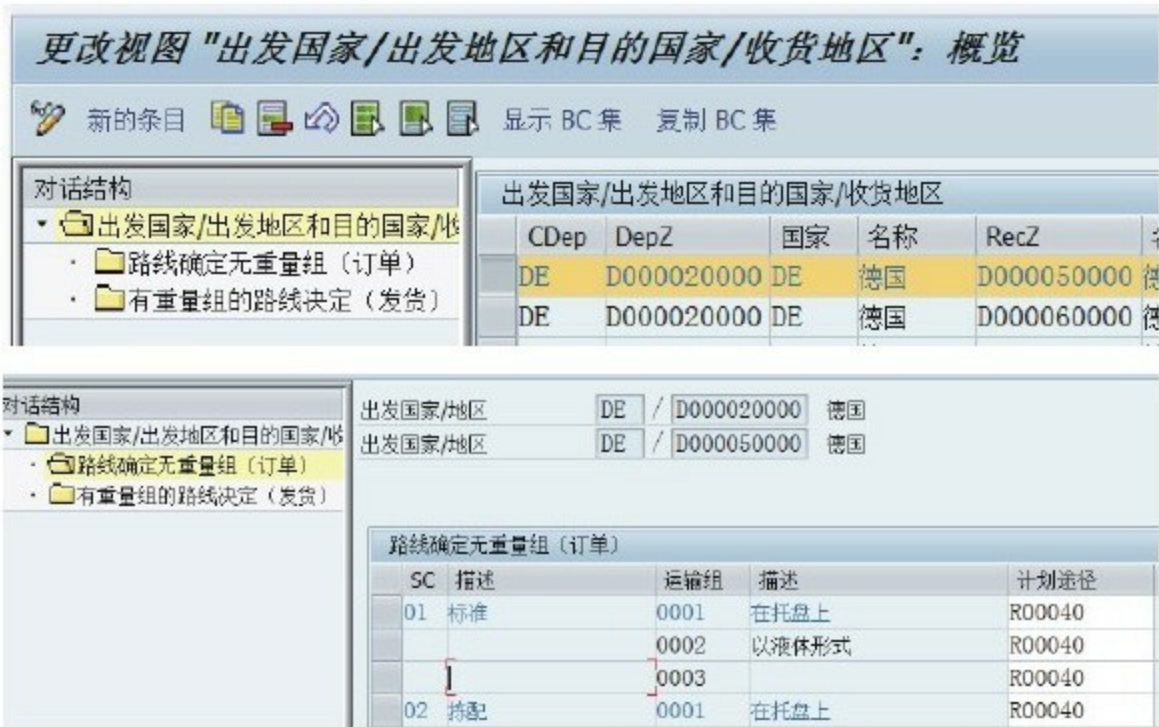 更改视图 "出发国家/出发地区和目的国家/收货地区": 概览
新的条目 显示 BC 集 复制 BC 集
对话结构
出发国家/出发地区和目的国家/收
路线确定无重量组（订单）
有重量组的路线决定（发货）
出发国家/出发地区和目的国家/收货地区
CDep DepZ 国家 名称 RecZ
DE D000020000 DE 德国 D000050000 德
DE D000020000 DE 德国 D000060000 德
对话结构
出发国家/出发地区和目的国家/收
路线确定无重量组（订单）
有重量组的路线决定（发货）
出发国家/地区 DE / D000020000 德国
出发国家/地区 DE / D000050000 德国
路线确定无重量组（订单）
SC 描述 运输组 描述 计划途径
01 标准 0001 在托盘上 R00040
0002 以液体形式 R00040
0003 R00040
02 拣配 0001 在托盘上 R00040